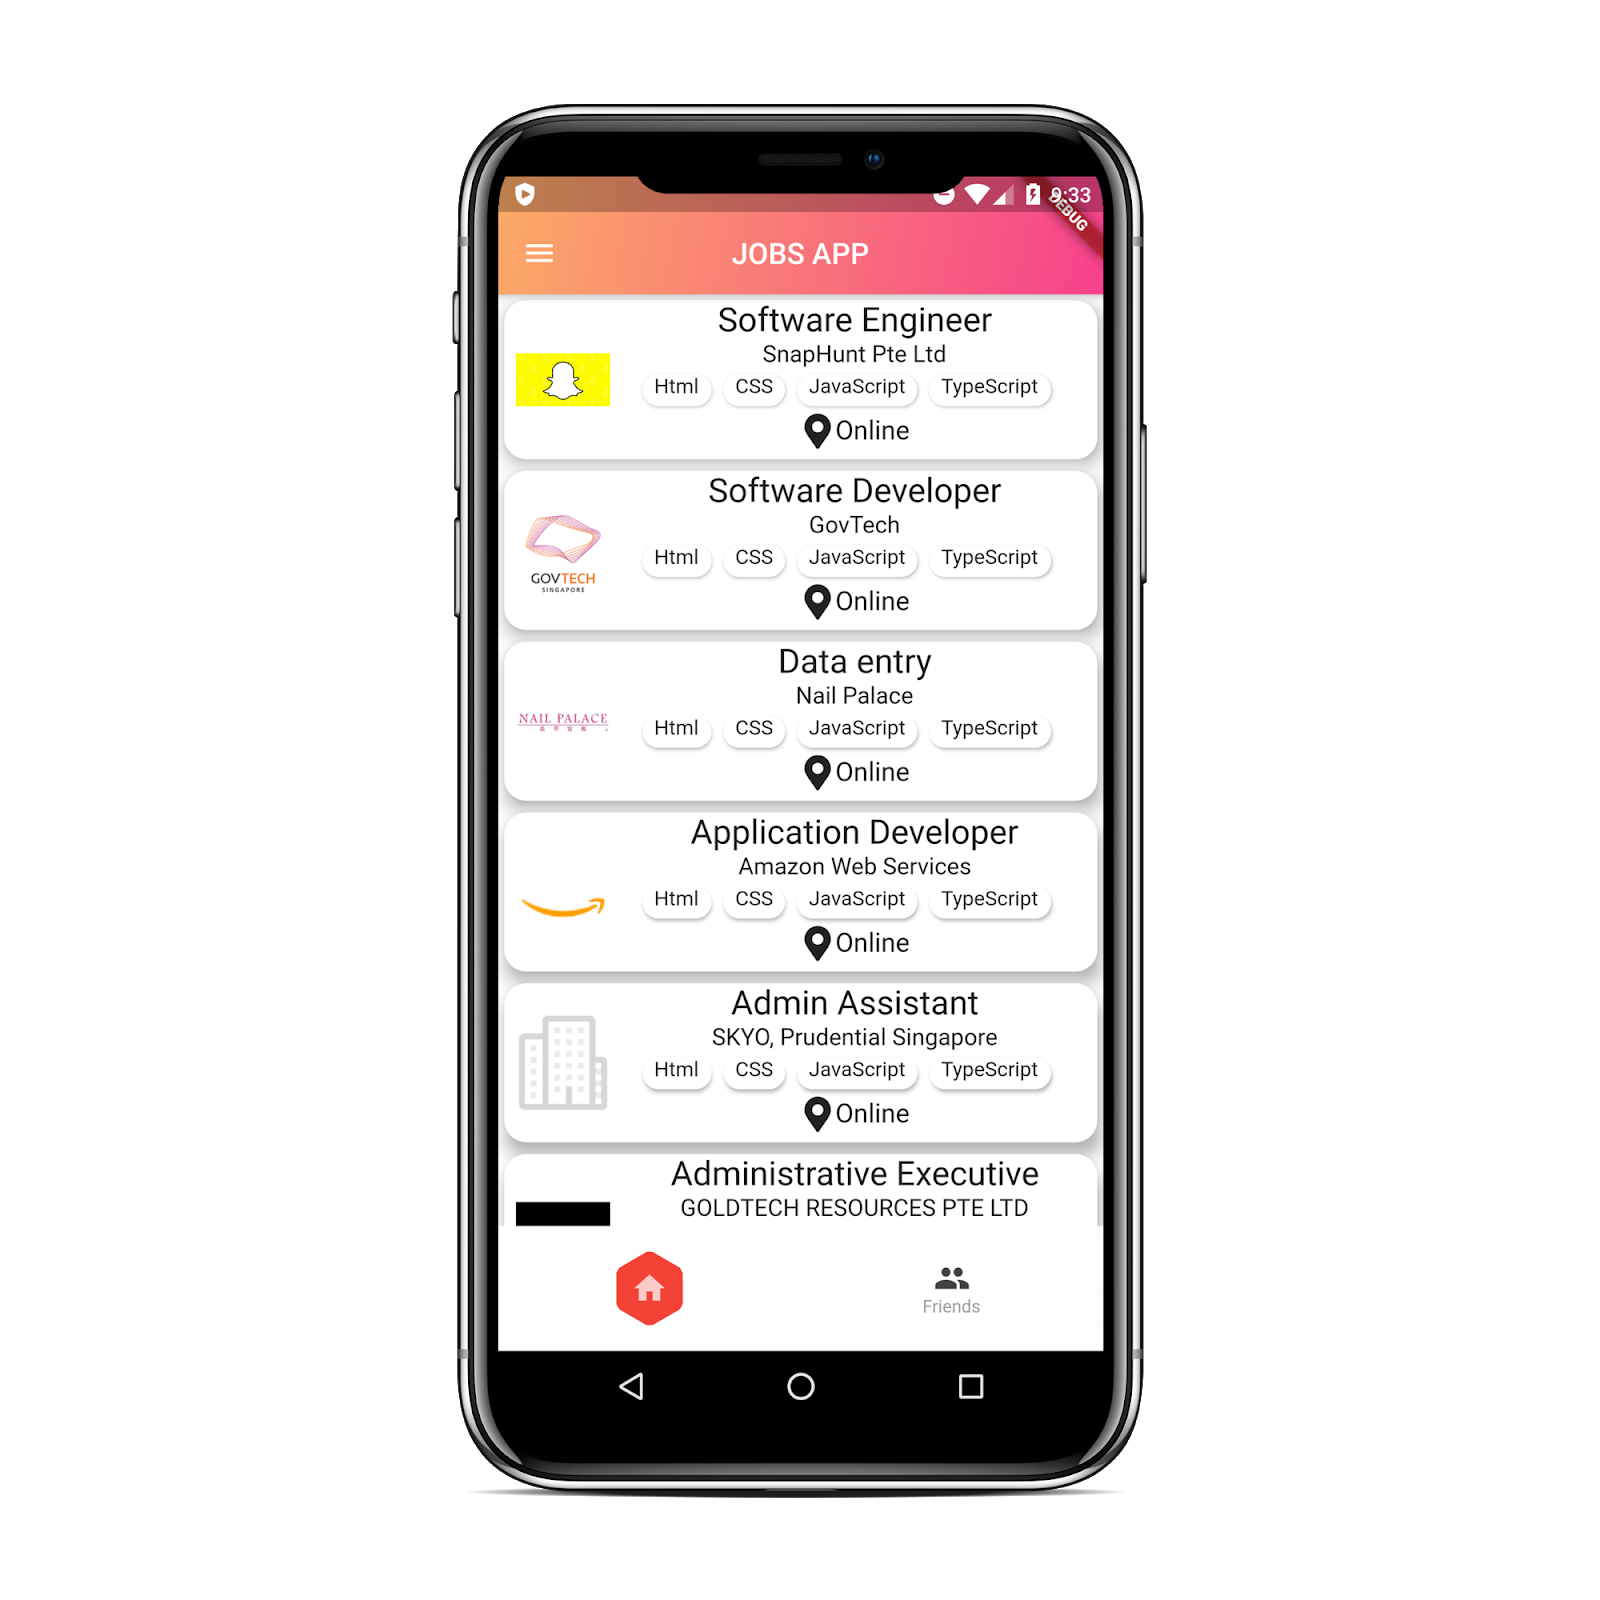 9:33
DEBUG
JOBS APP
Software Engineer
SnapHunt Pte Ltd
Html CSS JavaScript TypeScript
Online
Software Developer
GovTech
Html CSS JavaScript TypeScript
Online
GOVTECH
SINGAPORE
Data entry
Nail Palace
Html CSS JavaScript TypeScript
Online
NAIL PALACE
Application Developer
Amazon Web Services
Html CSS JavaScript TypeScript
Online
Admin Assistant
SKYO, Prudential Singapore
Html CSS JavaScript TypeScript
Online
Administrative Executive
GOLDTECH RESOURCES PTE LTD
Friends